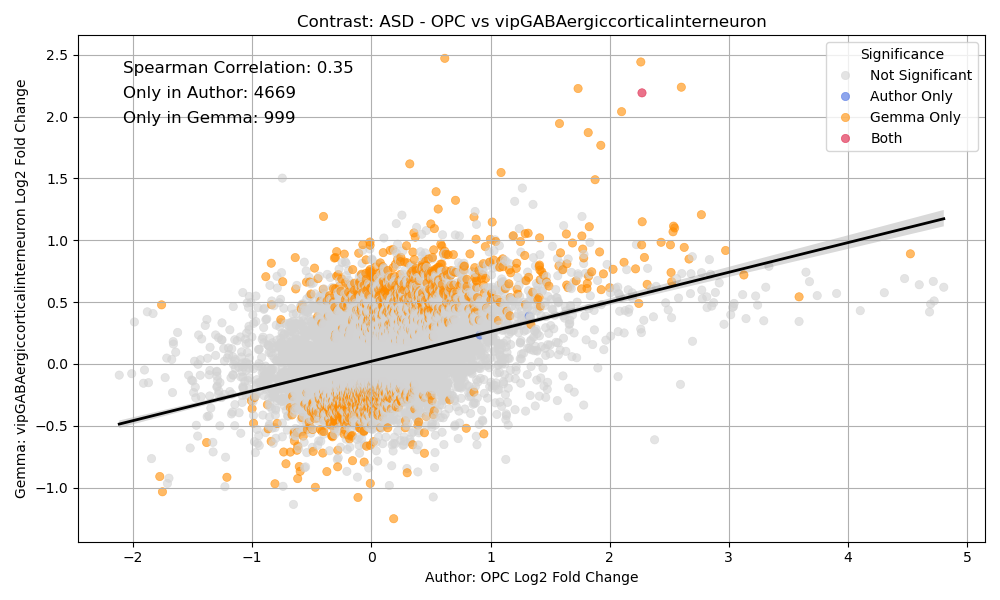 Contrast: ASD - OPC vs vipGABAergiccorticalinterneuron
Spearman Correlation: 0.35
Only in Author: 4669
Only in Gemma: 999
Significance
Not Significant
Author Only
Gemma Only
Both
Gemma: vipGABAergiccorticalinterneuron Log2 Fold Change
2.5
2.0
1.5
1.0
0.5
0.0
−0.5
−1.0
−2 −1 0 1 2 3 4 5
Author: OPC Log2 Fold Change